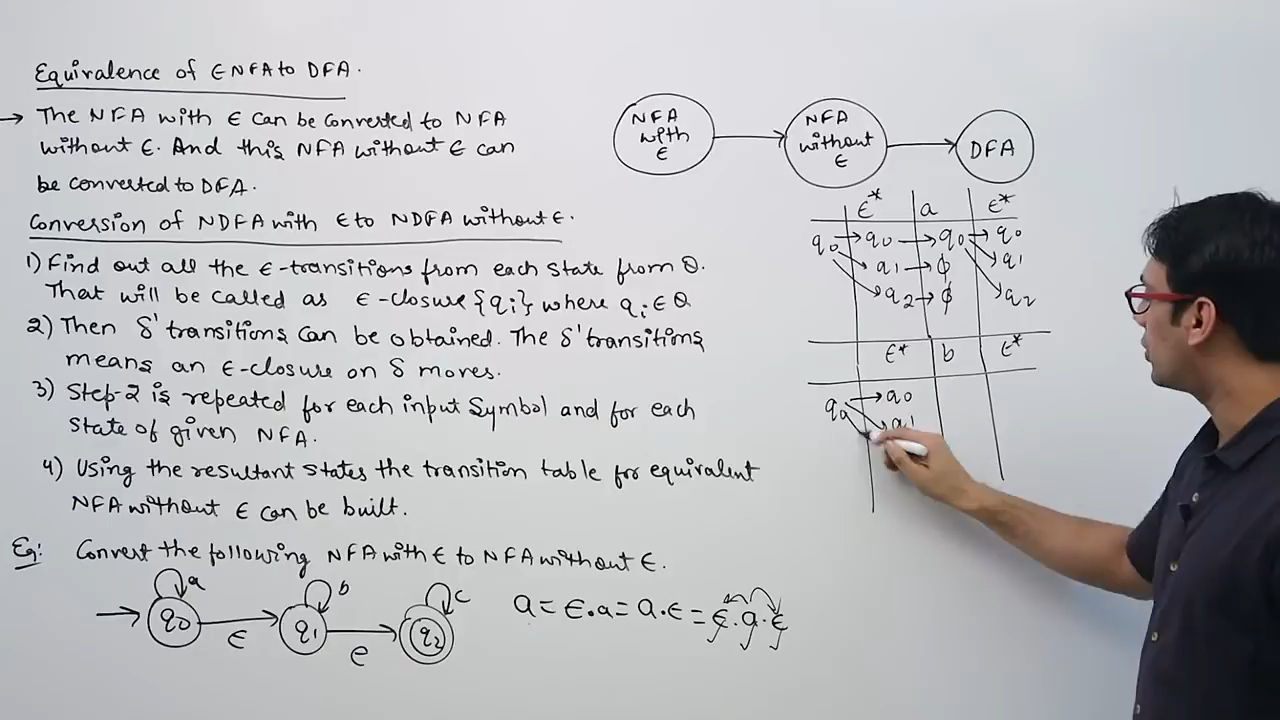 Equivalence of ϵ NFA to DFA.
→ The NFA with ϵ can be converted to NFA
without ϵ. And this NFA without ϵ can
be converted to DFA.
Conversion of NDFA with ϵ to NDFA without ϵ.
1) Find out all the ϵ-transitions from each state from Q.
That will be called as ϵ-closure {qi} where qi ∈ Q
2) Then δ' transitions can be obtained. The δ' transitions
means an ϵ-closure on δ moves.
3) Step-2 is repeated for each input Symbol and for each
State of given NFA.
4) Using the resultant states the transition table for equivalent
NFA without ϵ can be built.
Eg: Convert the following NFA with ϵ to NFA without ϵ.
a b c
q0 q1 q2
ϵ ϵ
a = ϵ.a = a.ϵ = ϵ.a.ϵ
NFA with ϵ → NFA without ϵ → DFA
ϵ* a ϵ*
q0 → q0 → q0 → q0
q1 → ϕ q1
q2 → ϕ q2
ϵ* b ϵ*
q0 → q0
q1